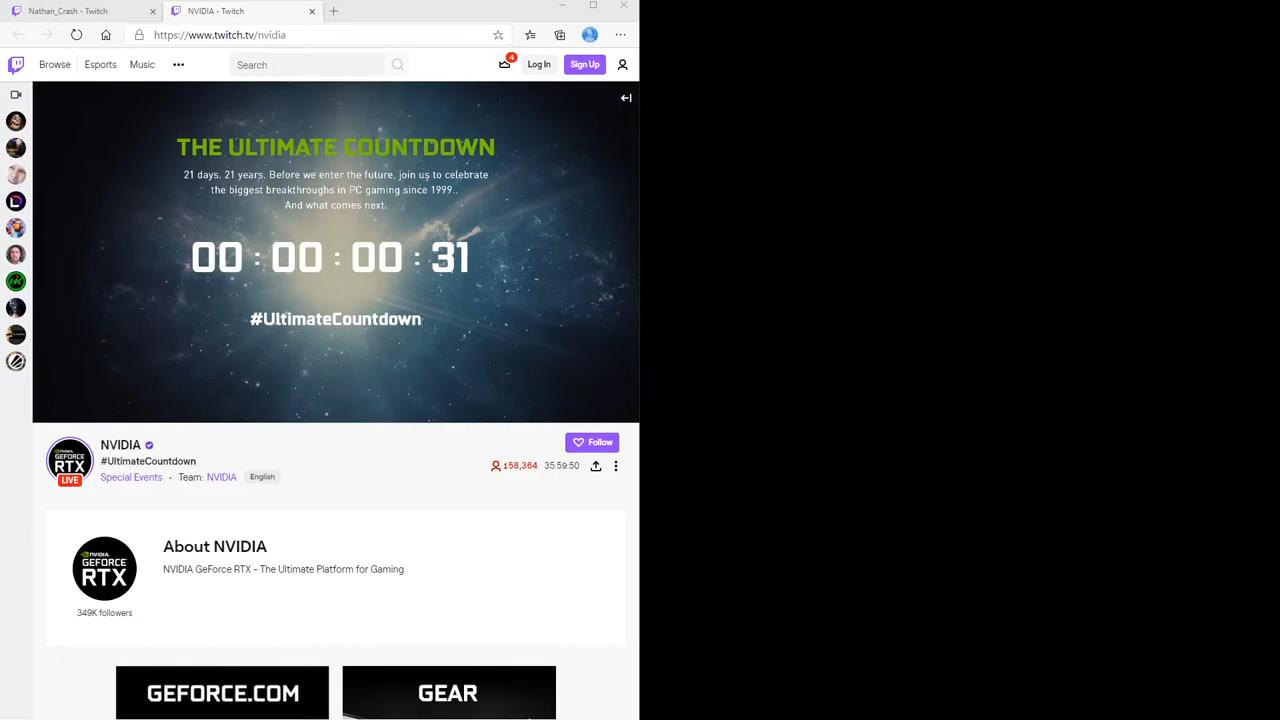 Nathan_Crash - Twitch
NVIDIA - Twitch
https://www.twitch.tv/nvidia
Browse
Esports
Music
Search
4
Log In
Sign Up
THE ULTIMATE COUNTDOWN
21 days. 21 years. Before we enter the future, join us to celebrate
the biggest breakthroughs in PC gaming since 1999..
And what comes next.
00 : 00 : 00 : 31
#UltimateCountdown
NVIDIA
#UltimateCountdown
Special Events · Team: NVIDIA English
Follow
158,364 35:59:50
NVIDIA.
GEFORCE
RTX
LIVE
About NVIDIA
NVIDIA GeForce RTX - The Ultimate Platform for Gaming
NVIDIA.
GEFORCE
RTX
349K followers
GEFORCE.COM
GEAR